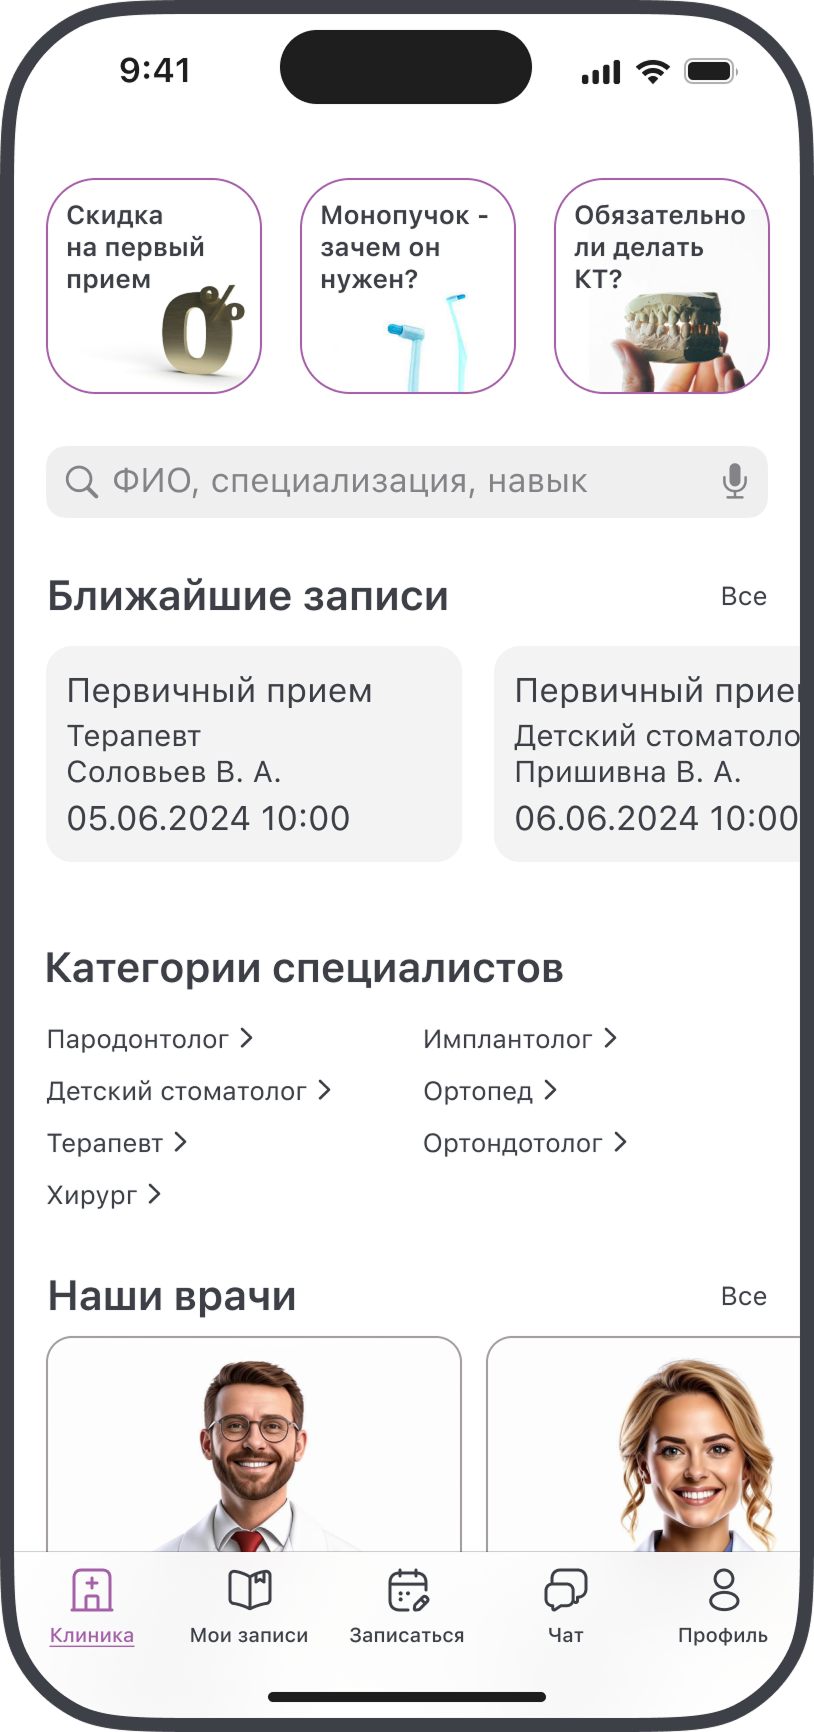 9:41
Скидка
на первый
прием
0%
Монопучок -
зачем он
нужен?
Обязательно
ли делать
КТ?
ФИО, специализация, навык
Ближайшие записи
Все
Первичный прием
Терапевт
Соловьев В. А.
05.06.2024 10:00
Первичный прием
Детский стоматоло
Пришивна В. А.
06.06.2024 10:00
Категории специалистов
Пародонтолог
Имплантолог
Детский стоматолог
Ортопед
Терапевт
Ортондотолог
Хирург
Наши врачи
Все
Клиника
Мои записи
Записаться
Чат
Профиль